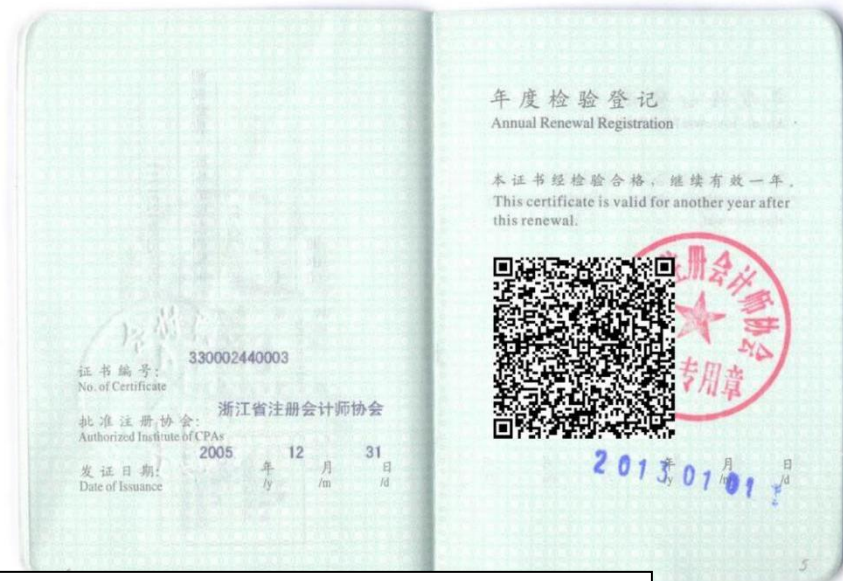 证书编号:
No. of Certificate
330002440003
批准注册协会:
Authorized Institute of CPAs
浙江省注册会计师协会
发证日期:
Date of Issuance
2005 年 12 月 31 日
/y /m /d
年度检验登记
Annual Renewal Registration
本证书经检验合格，继续有效一年。
This certificate is valid for another year after
this renewal.
注册会计师协会
专用章
2013 年 01 月 01 日
/y /m /d
5